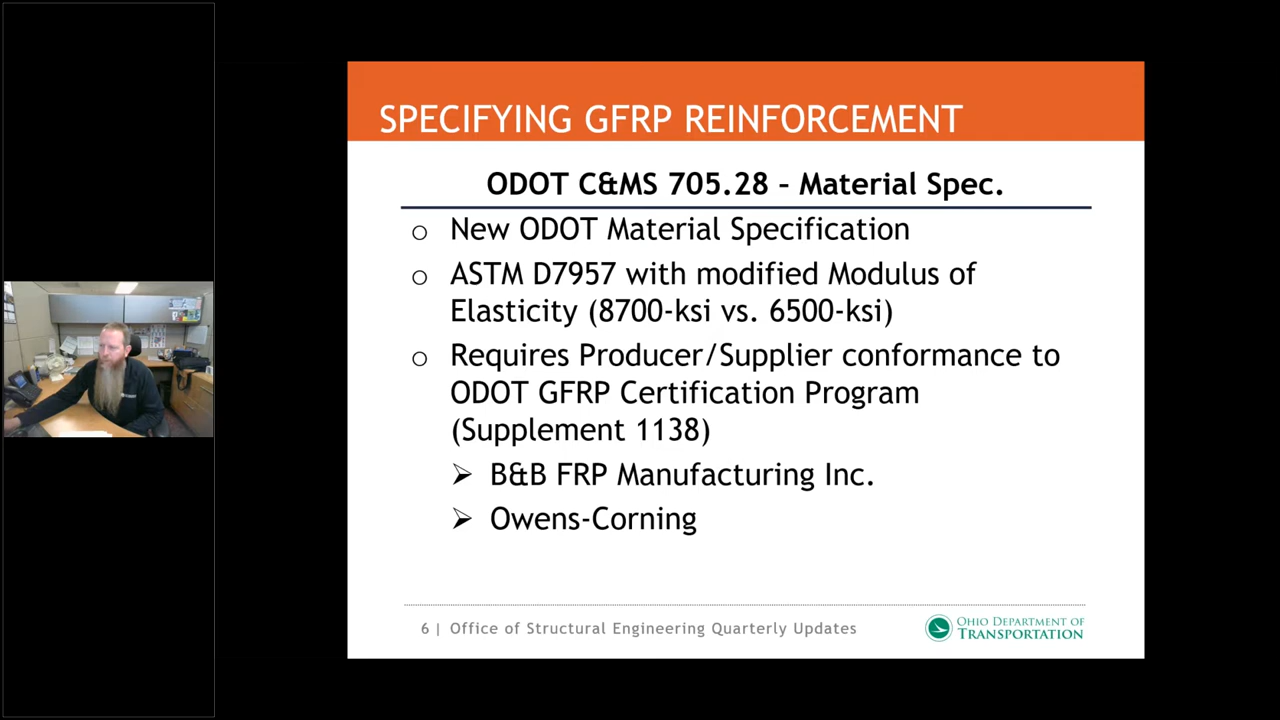 SPECIFYING GFRP REINFORCEMENT
ODOT C&MS 705.28 – Material Spec.
o New ODOT Material Specification
o ASTM D7957 with modified Modulus of
Elasticity (8700-ksi vs. 6500-ksi)
o Requires Producer/Supplier conformance to
ODOT GFRP Certification Program
(Supplement 1138)
➢ B&B FRP Manufacturing Inc.
➢ Owens-Corning
6 | Office of Structural Engineering Quarterly Updates
OHIO DEPARTMENT OF
TRANSPORTATION